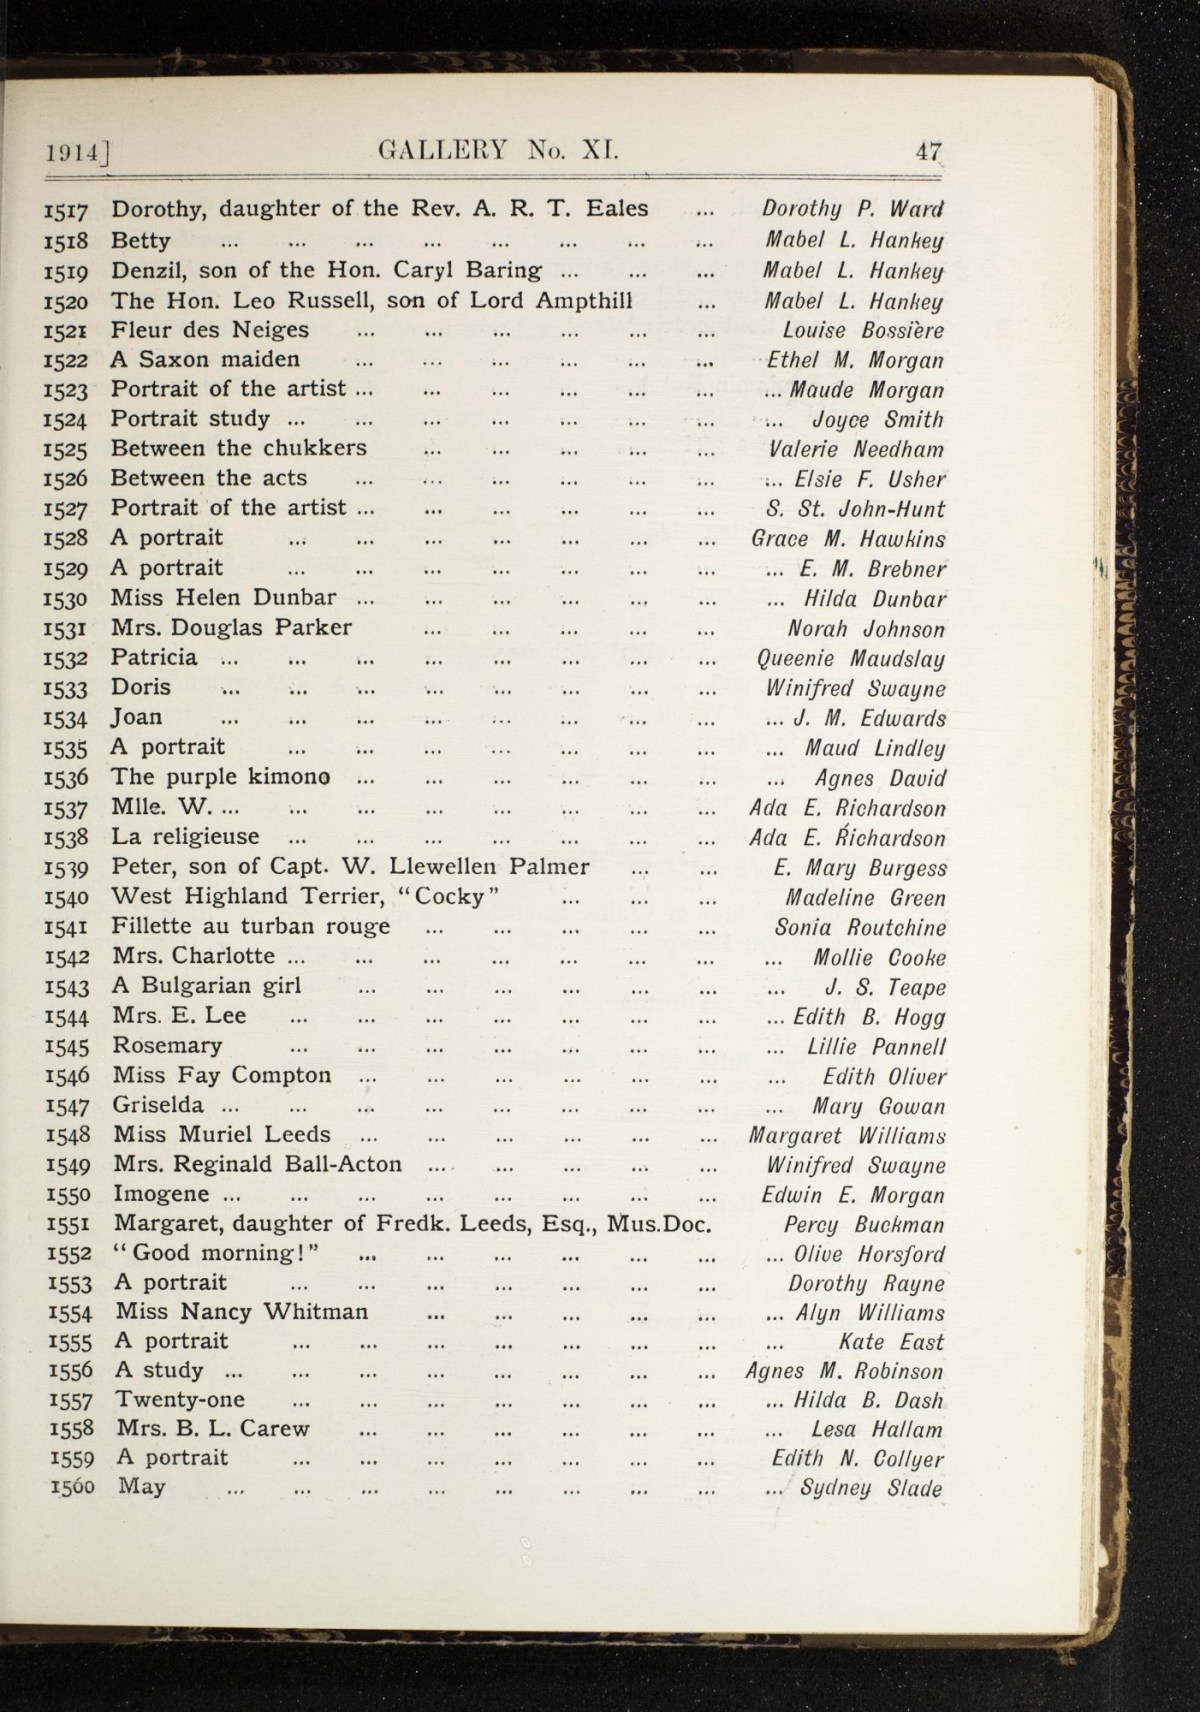 1914] GALLERY No. XI. 47
1517 Dorothy, daughter of the Rev. A. R. T. Eales ... Dorothy P. Ward
1518 Betty ... ... ... ... ... ... ... ... Mabel L. Hankey
1519 Denzil, son of the Hon. Caryl Baring ... ... ... Mabel L. Hankey
1520 The Hon. Leo Russell, son of Lord Ampthill ... Mabel L. Hankey
1521 Fleur des Neiges ... ... ... ... ... ... Louise Bossière
1522 A Saxon maiden ... ... ... ... ... ... Ethel M. Morgan
1523 Portrait of the artist ... ... ... ... ... ... ... Maude Morgan
1524 Portrait study ... ... ... ... ... ... ... ... Joyce Smith
1525 Between the chukkers ... ... ... ... ... Valerie Needham
1526 Between the acts ... ... ... ... ... ... ... Elsie F. Usher
1527 Portrait of the artist ... ... ... ... ... ... S. St. John-Hunt
1528 A portrait ... ... ... ... ... ... ... Grace M. Hawkins
1529 A portrait ... ... ... ... ... ... ... ... E. M. Brebner
1530 Miss Helen Dunbar ... ... ... ... ... ... ... Hilda Dunbar
1531 Mrs. Douglas Parker ... ... ... ... ... Norah Johnson
1532 Patricia ... ... ... ... ... ... ... ... Queenie Maudslay
1533 Doris ... ... ... ... ... ... ... ... Winifred Swayne
1534 Joan ... ... ... ... ... ... ... ... ... J. M. Edwards
1535 A portrait ... ... ... ... ... ... ... ... Maud Lindley
1536 The purple kimono ... ... ... ... ... ... ... Agnes David
1537 Mlle. W. ... ... ... ... ... ... ... ... Ada E. Richardson
1538 La religieuse ... ... ... ... ... ... ... Ada E. Richardson
1539 Peter, son of Capt. W. Llewellen Palmer ... ... E. Mary Burgess
1540 West Highland Terrier, “Cocky” ... ... ... Madeline Green
1541 Fillette au turban rouge ... ... ... ... ... Sonia Routchine
1542 Mrs. Charlotte ... ... ... ... ... ... ... ... Mollie Cooke
1543 A Bulgarian girl ... ... ... ... ... ... ... J. S. Teape
1544 Mrs. E. Lee ... ... ... ... ... ... ... ... Edith B. Hogg
1545 Rosemary ... ... ... ... ... ... ... ... Lillie Pannell
1546 Miss Fay Compton ... ... ... ... ... ... ... Edith Oliver
1547 Griselda ... ... ... ... ... ... ... ... ... Mary Gowan
1548 Miss Muriel Leeds ... ... ... ... ... ... Margaret Williams
1549 Mrs. Reginald Ball-Acton ... ... ... ... ... Winifred Swayne
1550 Imogene ... ... ... ... ... ... ... ... Edwin E. Morgan
1551 Margaret, daughter of Fredk. Leeds, Esq., Mus.Doc. Percy Buckman
1552 “Good morning!” ... ... ... ... ... ... ... Olive Horsford
1553 A portrait ... ... ... ... ... ... ... Dorothy Rayne
1554 Miss Nancy Whitman ... ... ... ... ... ... Alyn Williams
1555 A portrait ... ... ... ... ... ... ... ... Kate East
1556 A study ... ... ... ... ... ... ... ... Agnes M. Robinson
1557 Twenty-one ... ... ... ... ... ... ... ... Hilda B. Dash
1558 Mrs. B. L. Carew ... ... ... ... ... ... ... Lesa Hallam
1559 A portrait ... ... ... ... ... ... ... Edith N. Collyer
1560 May ... ... ... ... ... ... ... ... ... Sydney Slade